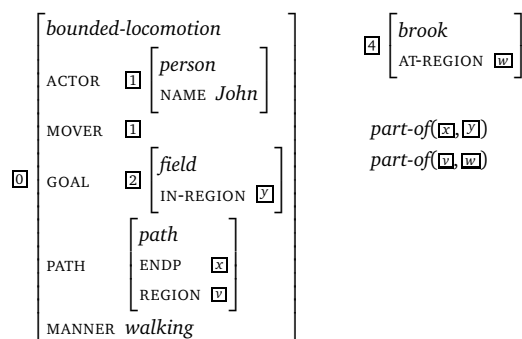 bounded-locomotion
ACTOR 1 person
NAME John
MOVER 1
0 GOAL 2 field
IN-REGION y
PATH path
ENDP x
REGION v
MANNER walking
4 brook
AT-REGION w
part-of(x, y)
part-of(v, w)